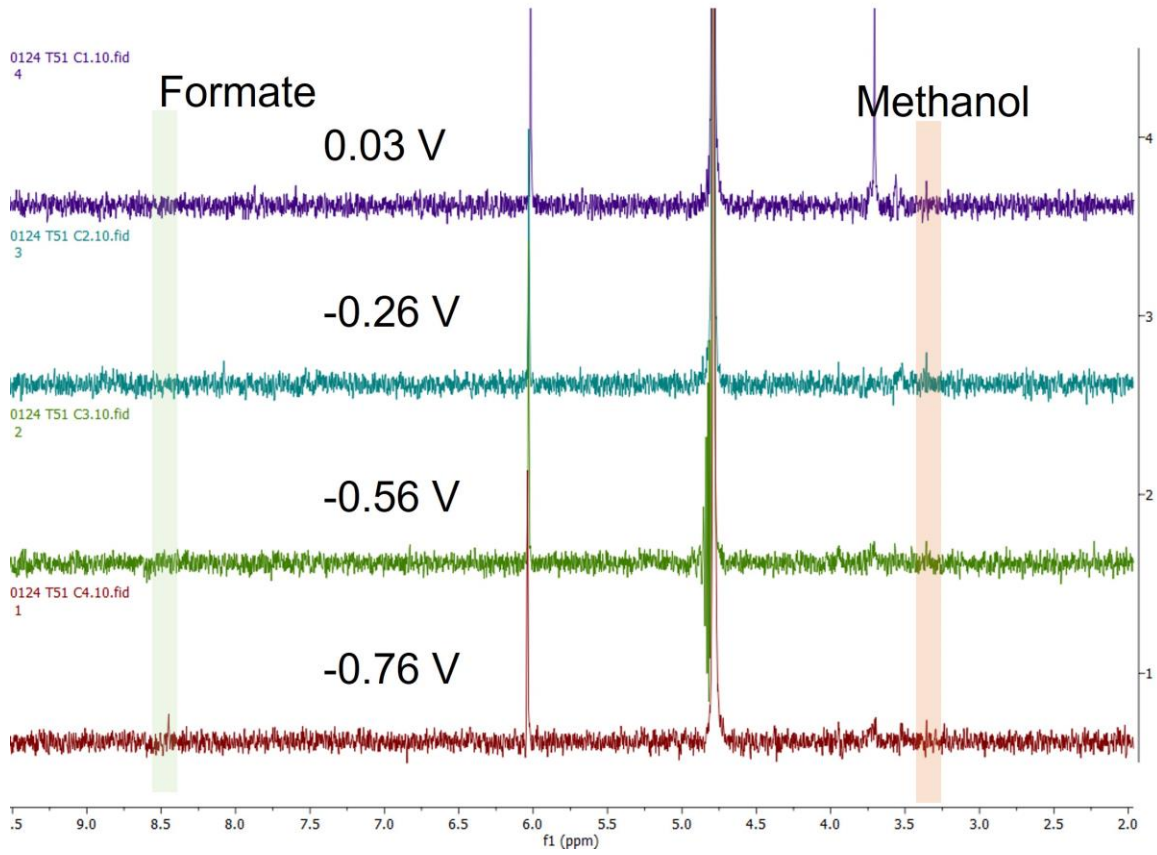 0124 T51 C1.10.fid
4
Formate
Methanol
0.03 V
4
0124 T51 C2.10.fid
3
-0.26 V
3
0124 T51 C3.10.fid
2
-0.56 V
2
0124 T51 C4.10.fid
1
-0.76 V
1
.5 9.0 8.5 8.0 7.5 7.0 6.5 6.0 5.5 5.0 4.5 4.0 3.5 3.0 2.5 2.0
f1 (ppm)